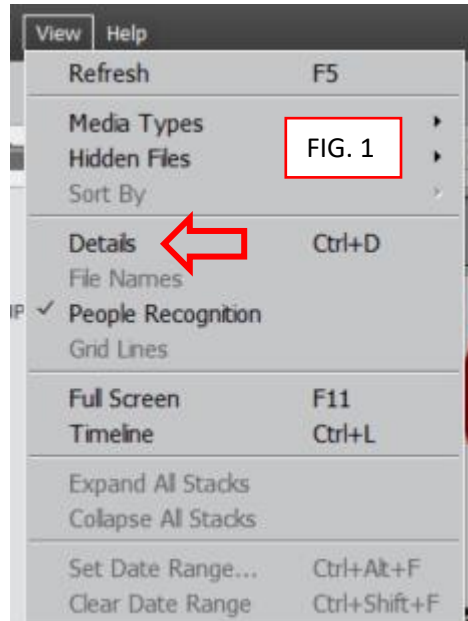 View Help
Refresh F5
Media Types
FIG. 1
Hidden Files
Sort By
Details Ctrl+D
File Names
People Recognition
Grid Lines
Full Screen F11
Timeline Ctrl+L
Expand All Stacks
Collapse All Stacks
Set Date Range... Ctrl+Alt+F
Clear Date Range Ctrl+Shift+F